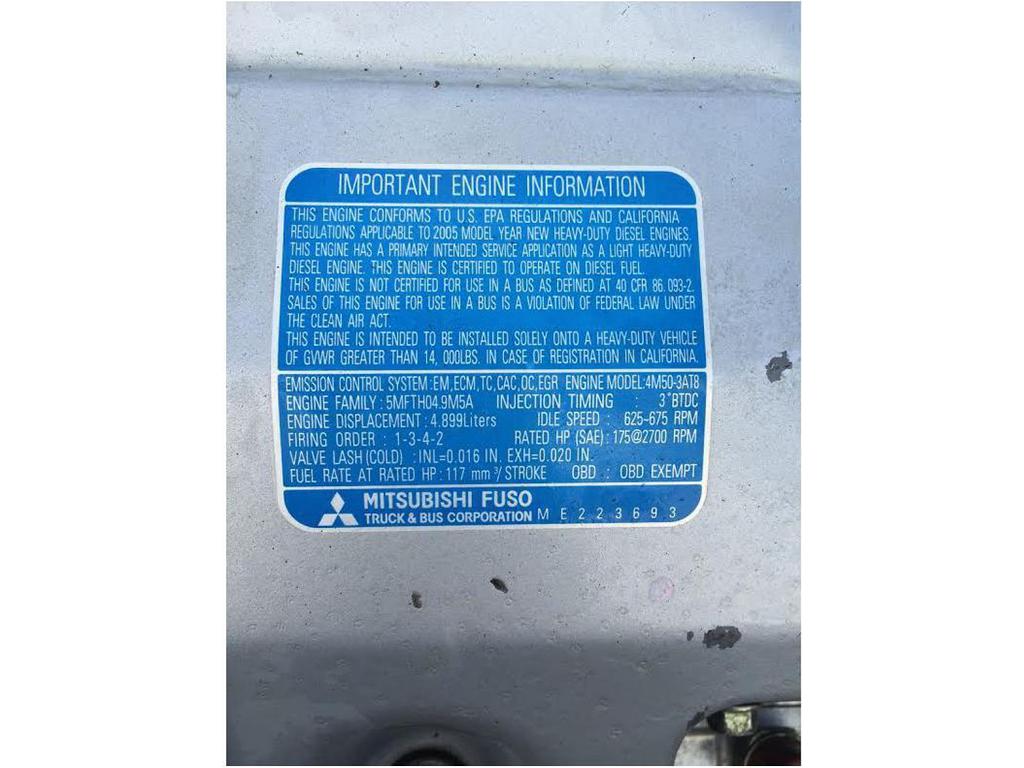 IMPORTANT ENGINE INFORMATION
THIS ENGINE CONFORMS TO U.S. EPA REGULATIONS AND CALIFORNIA
REGULATIONS APPLICABLE TO 2005 MODEL YEAR NEW HEAVY-DUTY DIESEL ENGINES.
THIS ENGINE HAS A PRIMARY INTENDED SERVICE APPLICATION AS A LIGHT HEAVY-DUTY
DIESEL ENGINE. THIS ENGINE IS CERTIFIED TO OPERATE ON DIESEL FUEL.
THIS ENGINE IS NOT CERTIFIED FOR USE IN A BUS AS DEFINED AT 40 CFR 86.093-2.
SALES OF THIS ENGINE FOR USE IN A BUS IS A VIOLATION OF FEDERAL LAW UNDER
THE CLEAN AIR ACT.
THIS ENGINE IS INTENDED TO BE INSTALLED SOLELY ONTO A HEAVY-DUTY VEHICLE
OF GVWR GREATER THAN 14, 000LBS. IN CASE OF REGISTRATION IN CALIFORNIA.
EMISSION CONTROL SYSTEM:EM,ECM,TC,CAC,OC,EGR ENGINE MODEL:4M50-3AT8
ENGINE FAMILY : 5MFTH04.9M5A INJECTION TIMING : 3°BTDC
ENGINE DISPLACEMENT:4.899Liters IDLE SPEED : 625-675 RPM
FIRING ORDER : 1-3-4-2 RATED HP (SAE):175@2700 RPM
VALVE LASH(COLD) :INL=0.016 IN. EXH=0.020 IN.
FUEL RATE AT RATED HP:117 mm³/STROKE OBD : OBD EXEMPT
MITSUBISHI FUSO
TRUCK & BUS CORPORATION ME223693